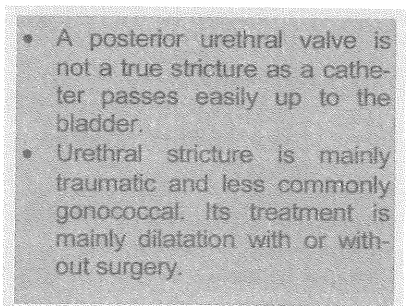 • A posterior urethral valve is
not a true stricture as a cathe-
ter passes easily up to the
bladder.
• Urethral stricture is mainly
traumatic and less commonly
gonococcal. Its treatment is
mainly dilatation with or with-
out surgery.